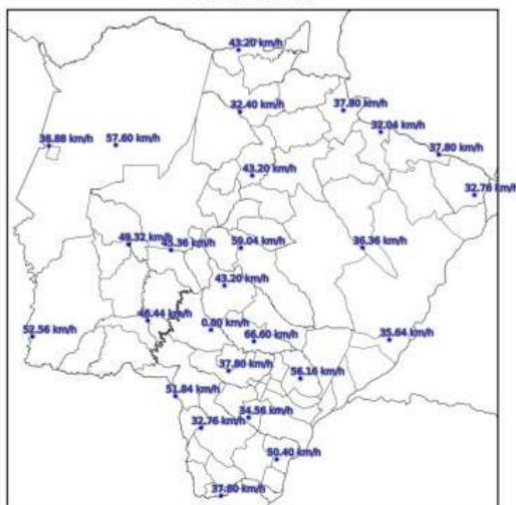 43.20 km/h
32.40 km/h
37.80 km/h
32.04 km/h
38.88 km/h
57.60 km/h
37.80 km/h
43.20 km/h
32.76 km/h
49.32 km/h
45.36 km/h
59.04 km/h
36.36 km/h
43.20 km/h
46.44 km/h
0.00 km/h
52.56 km/h
66.60 km/h
35.64 km/h
37.80 km/h
56.16 km/h
51.84 km/h
34.56 km/h
32.76 km/h
50.40 km/h
37.80 km/h